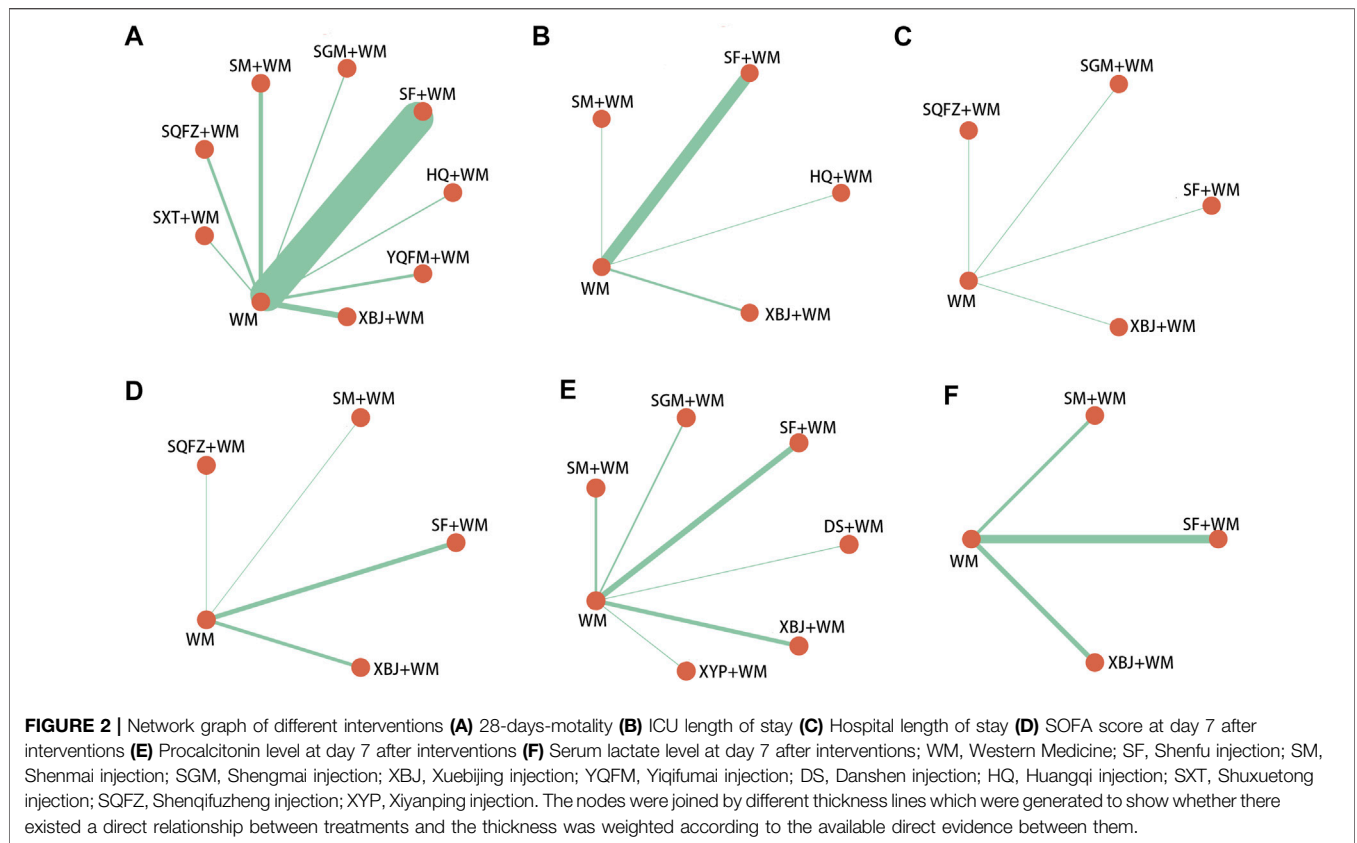 A
SGM+WM
SM+WM
SF+WM
SQFZ+WM
HQ+WM
SXT+WM
YQFM+WM
WM
XBJ+WM
B
SF+WM
SM+WM
HQ+WM
WM
XBJ+WM
C
SGM+WM
SQFZ+WM
SF+WM
WM
XBJ+WM
D
SM+WM
SQFZ+WM
SF+WM
WM
XBJ+WM
E
SGM+WM
SF+WM
SM+WM
DS+WM
WM
XBJ+WM
XYP+WM
F
SM+WM
SF+WM
WM
XBJ+WM
FIGURE 2 | Network graph of different interventions (A) 28-days-motality (B) ICU length of stay (C) Hospital length of stay (D) SOFA score at day 7 after
interventions (E) Procalcitonin level at day 7 after interventions (F) Serum lactate level at day 7 after interventions; WM, Western Medicine; SF, Shenfu injection; SM,
Shenmai injection; SGM, Shengmai injection; XBJ, Xuebijing injection; YQFM, Yiqifumai injection; DS, Danshen injection; HQ, Huangqi injection; SXT, Shuxuetong
injection; SQFZ, Shenqifuzheng injection; XYP, Xiyanping injection. The nodes were joined by different thickness lines which were generated to show whether there
existed a direct relationship between treatments and the thickness was weighted according to the available direct evidence between them.